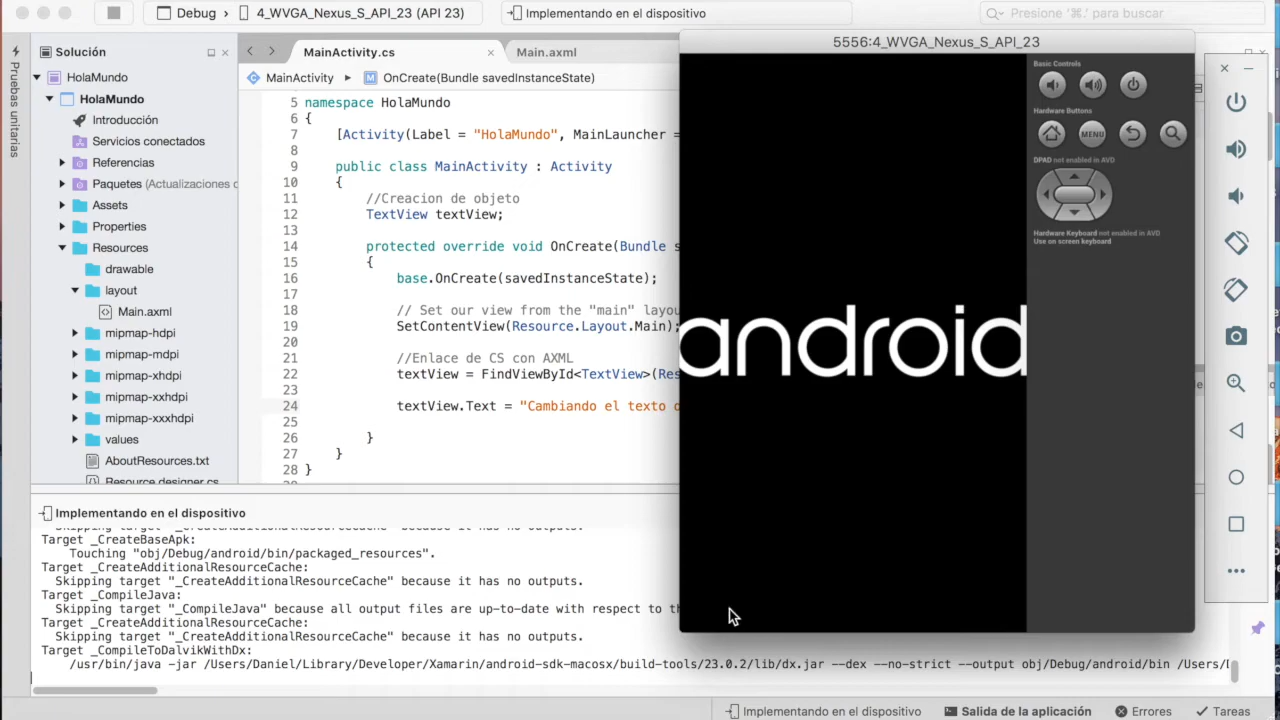 Debug
4_WVGA_Nexus_S_API_23 (API 23)
Implementando en el dispositivo
Presione '⌘.' para buscar
Pruebas unitarias
Solución
HolaMundo
HolaMundo
Introducción
Servicios conectados
Referencias
Paquetes (Actualizaciones
Assets
Properties
Resources
drawable
layout
Main.axml
mipmap-hdpi
mipmap-mdpi
mipmap-xhdpi
mipmap-xxhdpi
mipmap-xxxhdpi
values
AboutResources.txt
Resource.designer.cs
MainActivity.cs
Main.axml
MainActivity
OnCreate(Bundle savedInstanceState)
5 namespace HolaMundo
6 {
7 [Activity(Label = "HolaMundo", MainLauncher =
8
9 public class MainActivity : Activity
10 {
11 //Creacion de objeto
12 TextView textView;
13
14 protected override void OnCreate(Bundle
15 {
16 base.OnCreate(savedInstanceState);
17
18 // Set our view from the "main"
19 SetContentView(Resource.Layout.Main);
20
21 //Enlace de CS con AXML
22 textView = FindViewById<TextView>(
23
24 textView.Text = "Cambiando el texto
25
26 }
27 }
28 }
5556:4_WVGA_Nexus_S_API_23
android
Basic Controls
Hardware Buttons
MENU
DPAD not enabled in AVD
Hardware Keyboard not enabled in AVD
Use on screen keyboard
Implementando en el dispositivo
Skipping target "_CreateAdditionalResourceCache" because it has no outputs.
Target _CreateBaseApk:
Touching "obj/Debug/android/bin/packaged_resources".
Target _CreateAdditionalResourceCache:
Skipping target "_CreateAdditionalResourceCache" because it has no outputs.
Target _CompileJava:
Skipping target "_CompileJava" because all output files are up-to-date with respect to
Target _CreateAdditionalResourceCache:
Skipping target "_CreateAdditionalResourceCache" because it has no outputs.
Target _CompileToDalvikWithDx:
/usr/bin/java -jar /Users/Daniel/Library/Developer/Xamarin/android-sdk-macosx/build-tools/23.0.2/lib/dx.jar --dex --no-strict --output obj/Debug/android/bin /Users/
Implementando en el dispositivo
Salida de la aplicación
Errores
Tareas